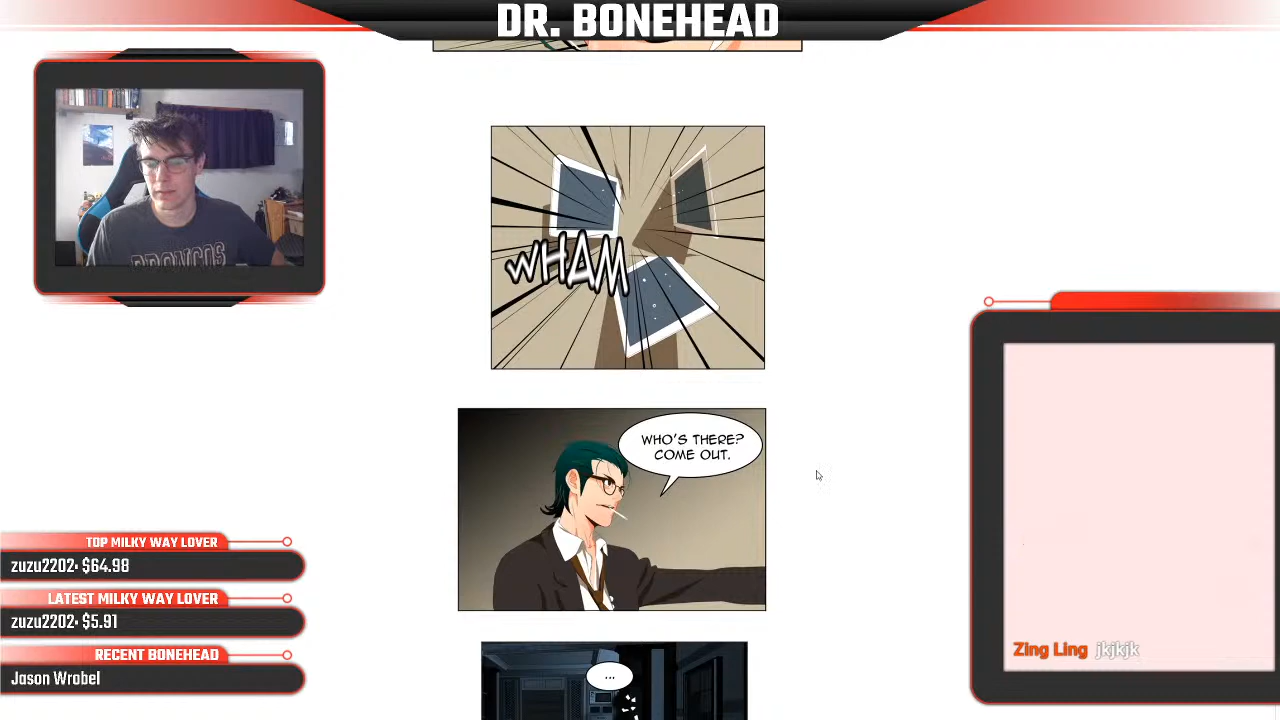 DR. BONEHEAD
BRONCOS
WHAM
WHO'S THERE?
COME OUT.
...
TOP MILKY WAY LOVER
zuzu2202• $64.98
LATEST MILKY WAY LOVER
zuzu2202• $5.91
RECENT BONEHEAD
Jason Wrobel
Zing Ling jkjkjk